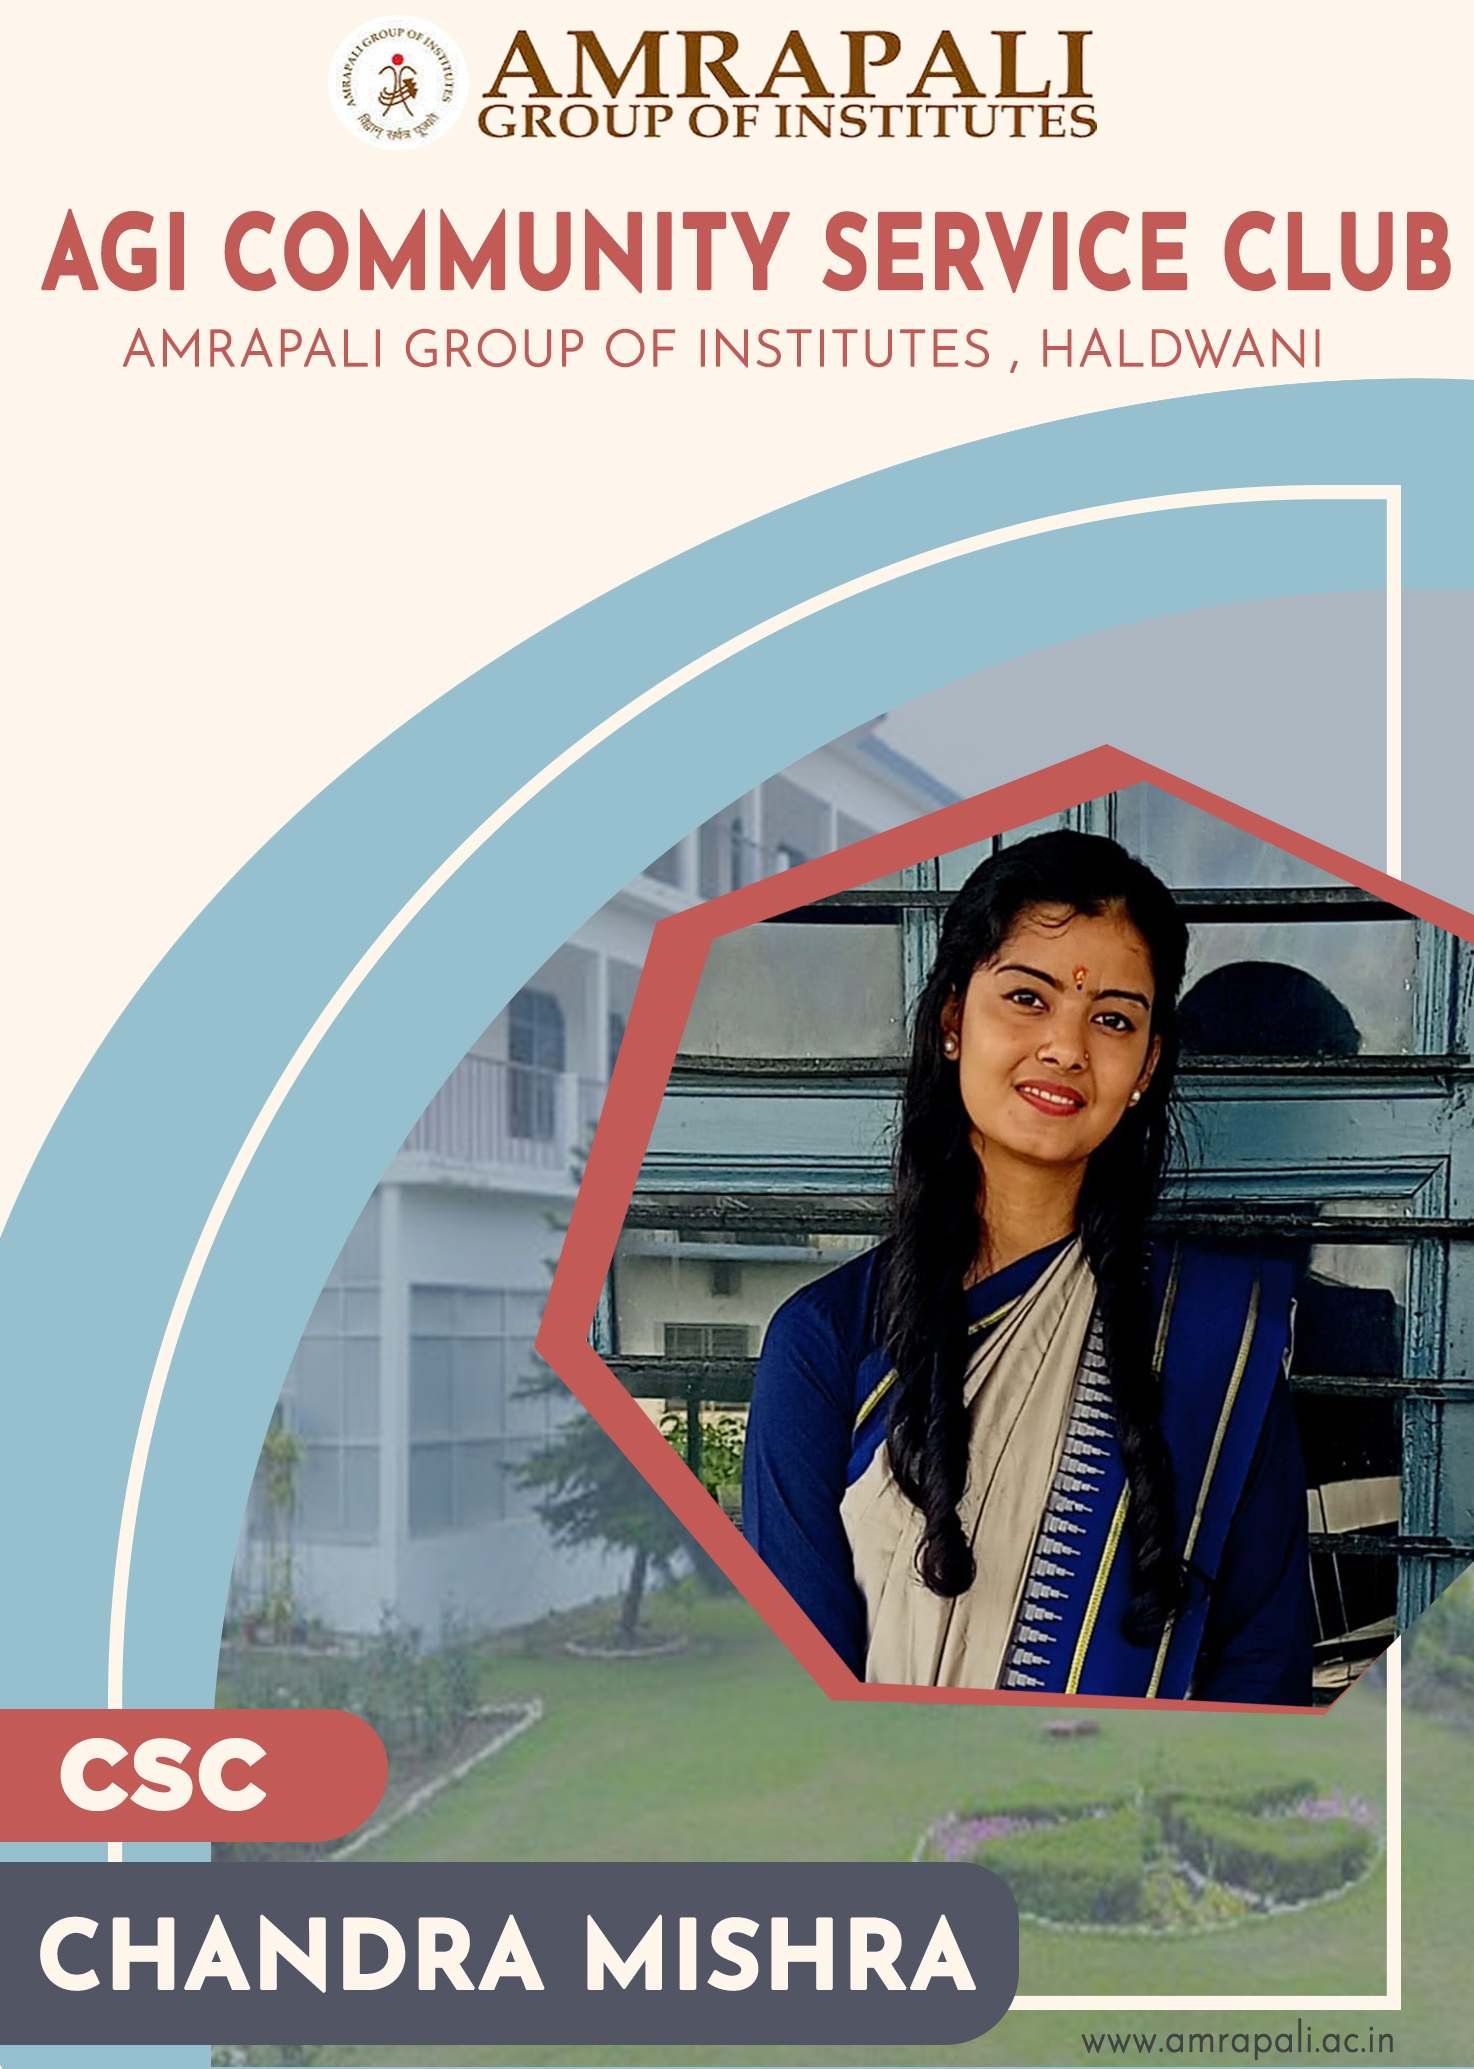 AMRAPALI GROUP OF INSTITUTES
विद्वान् सर्वत्र पूज्यते
AMRAPALI
GROUP OF INSTITUTES
AGI COMMUNITY SERVICE CLUB
AMRAPALI GROUP OF INSTITUTES , HALDWANI
CSC
CHANDRA MISHRA
www.amrapali.ac.in